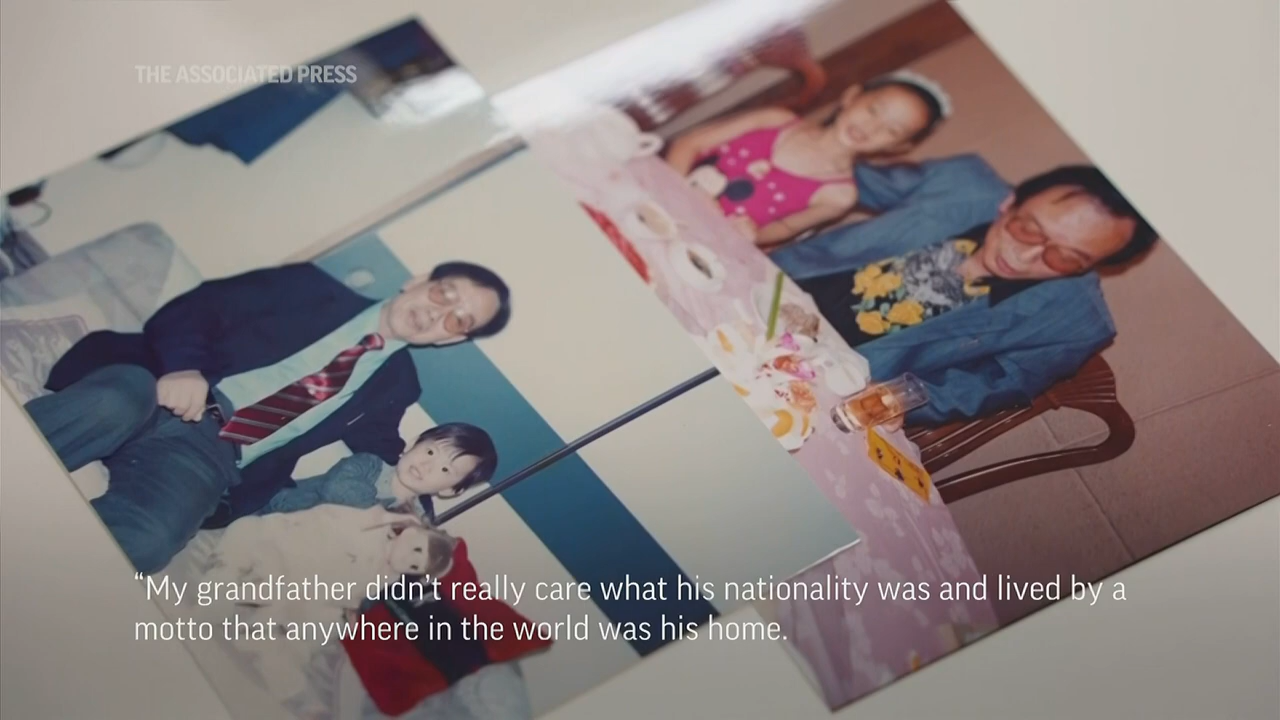 THE ASSOCIATED PRESS
“My grandfather didn’t really care what his nationality was and lived by a
motto that anywhere in the world was his home.